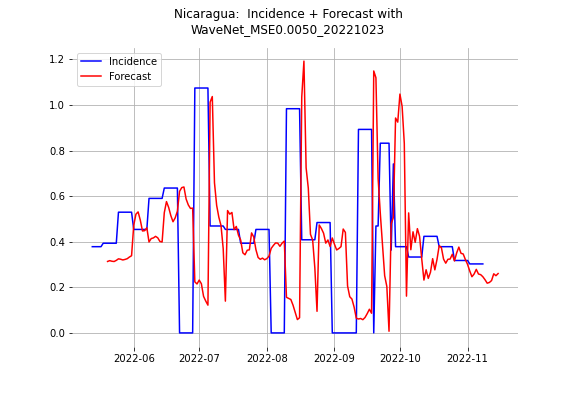 Nicaragua:  Incidence + Forecast with
WaveNet_MSE0.0050_20221023
Incidence
Forecast
1.2
1.0
0.8
0.6
0.4
0.2
0.0
2022-06 2022-07 2022-08 2022-09 2022-10 2022-11